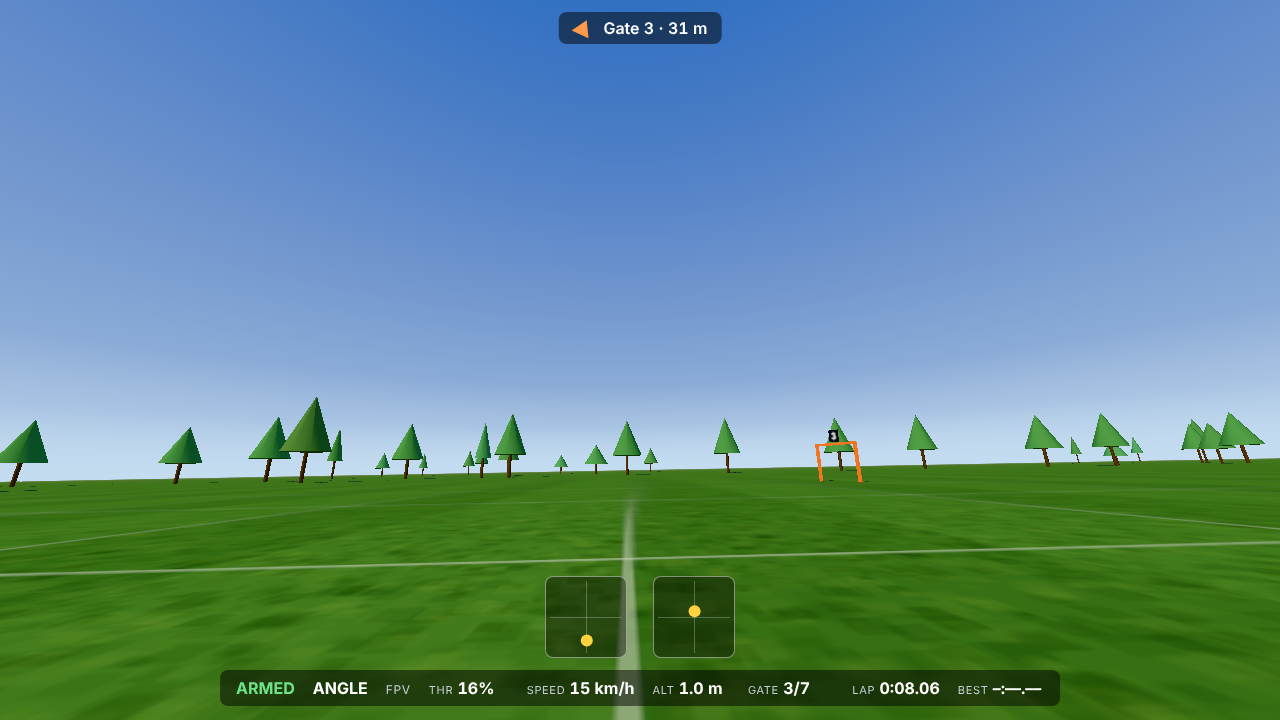 Gate 3 · 31 m
3
ARMED ANGLE FPV THR 16% SPEED 15 km/h ALT 1.0 m GATE 3/7 LAP 0:08.06 BEST –:––.––